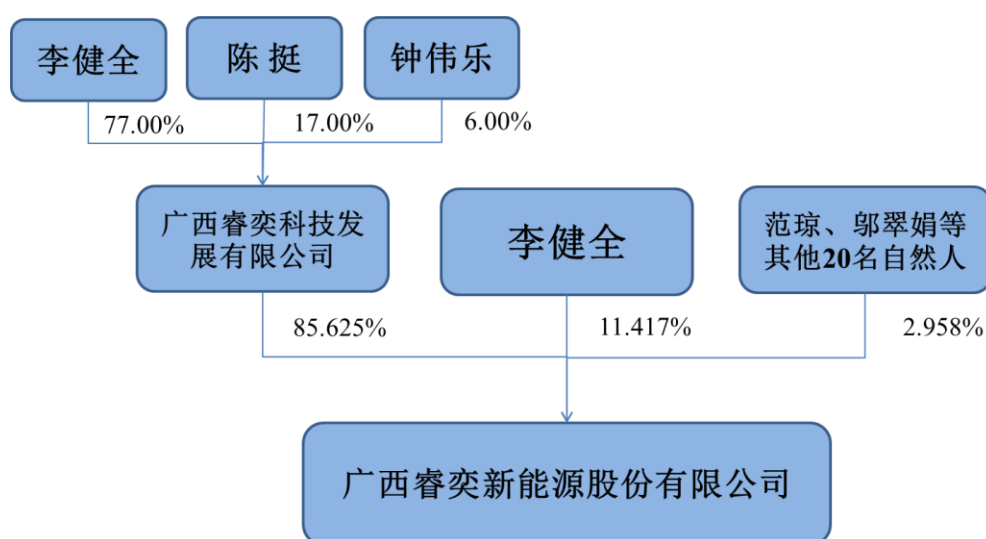 李健全
陈 挺
钟伟乐
77.00%
17.00%
6.00%
广西睿奕科技发
展有限公司
李健全
范琼、邬翠娟等
其他20名自然人
85.625%
11.417%
2.958%
广西睿奕新能源股份有限公司